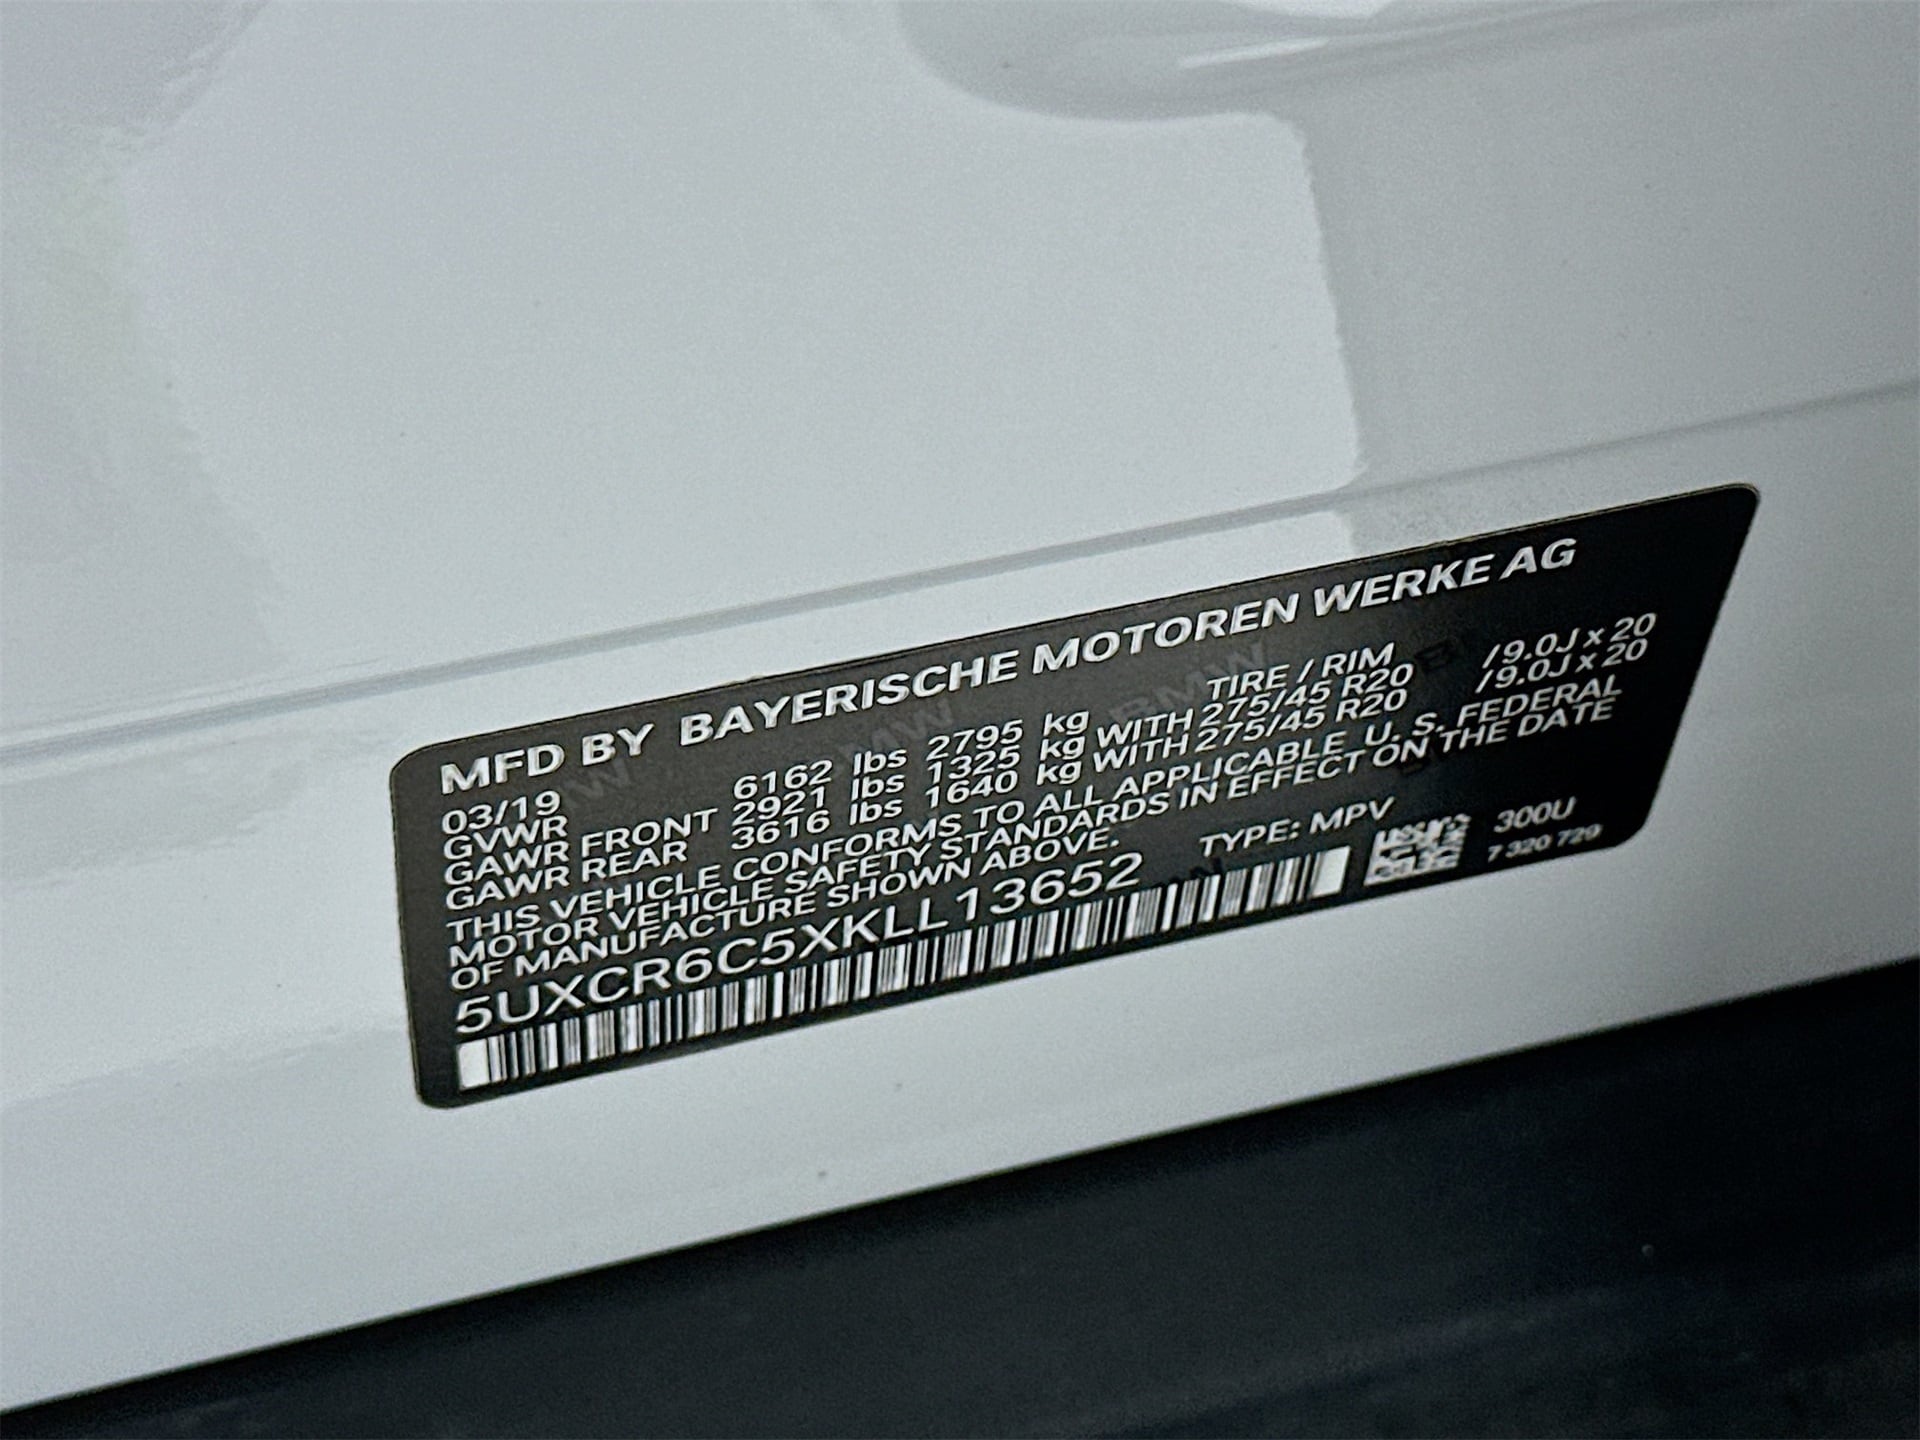 MFD BY BAYERISCHE MOTOREN WERKE AG
03/19 TIRE / RIM
GVWR 6162 lbs 2795 kg
GAWR FRONT 2921 lbs 1325 kg WITH 275/45 R20 / 9.0J x 20
GAWR REAR 3616 lbs 1640 kg WITH 275/45 R20 / 9.0J x 20
THIS VEHICLE CONFORMS TO ALL APPLICABLE U. S. FEDERAL
MOTOR VEHICLE SAFETY STANDARDS IN EFFECT ON THE DATE
OF MANUFACTURE SHOWN ABOVE.
5UXCR6C5XKLL13652 TYPE: MPV 300U
7 320 729